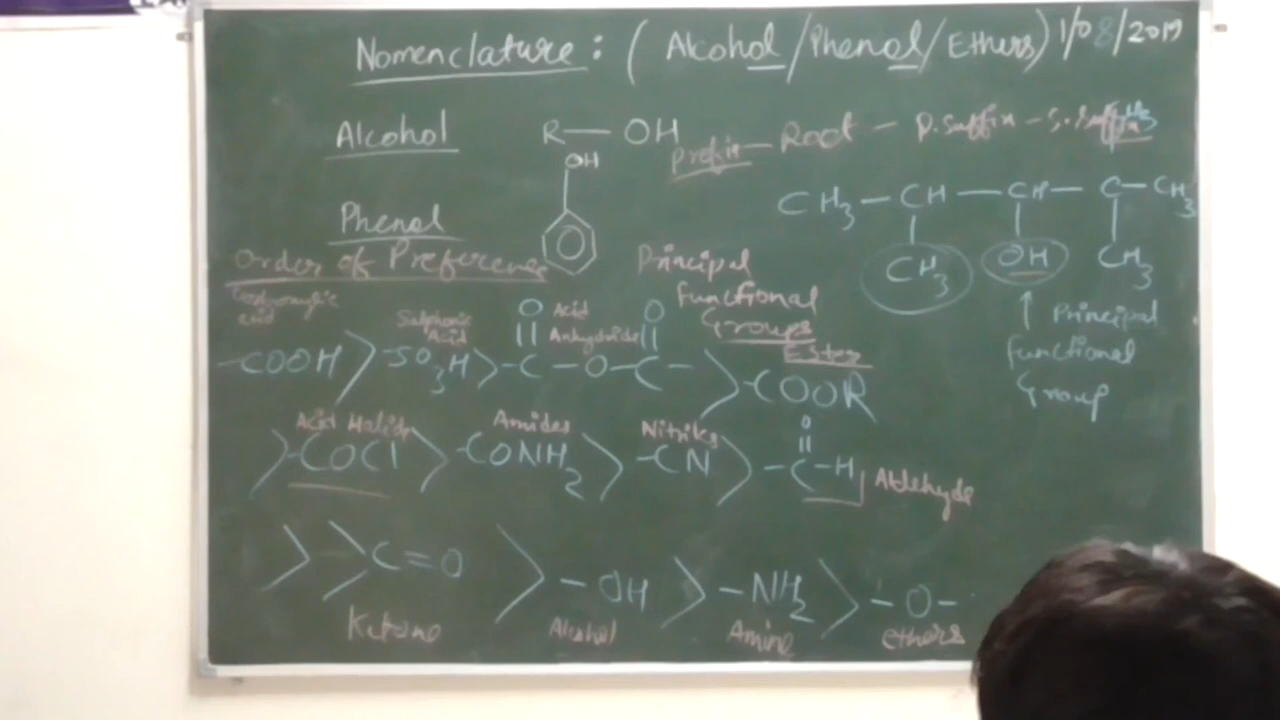 Nomenclature : ( Alcohol / Phenol / Ethers ) 1/08/2019
Alcohol R — OH
Prefix — Root — P. suffix — S. suffix
OH
Phenol
CH3 — CH — CH — C — CH3
CH3 OH CH3
Order of Preference
Principal
functional
Groups
Principal
functional
Group
Carboxylic
acid
Sulphonic
Acid
O Acid O
|| Anhydride ||
-COOH > -SO3H > -C-O-C- > -COOR
Ester
Acid Halide Amides Nitriles O
||
> -COCl > -CONH2 > -CN > -C-H Aldehyde
> >C=O > -OH > -NH2 > -O-
Ketone Alcohol Amine ethers